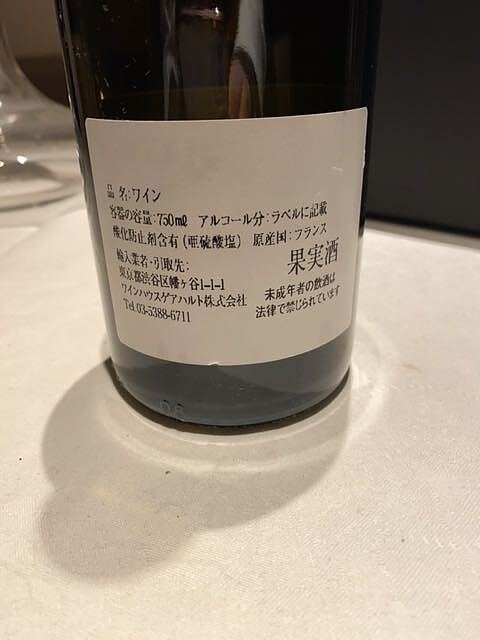 品 名:ワイン
容器の容量:750㎖ アルコール分:ラベルに記載
酸化防止剤含有(亜硫酸塩) 原産国:フランス
輸入業者・引取先:
東京都渋谷区幡ヶ谷1-1-1
ワインハウスゲアハルト株式会社
Tel.03-5388-6711
果実酒
未成年者の飲酒は
法律で禁じられています